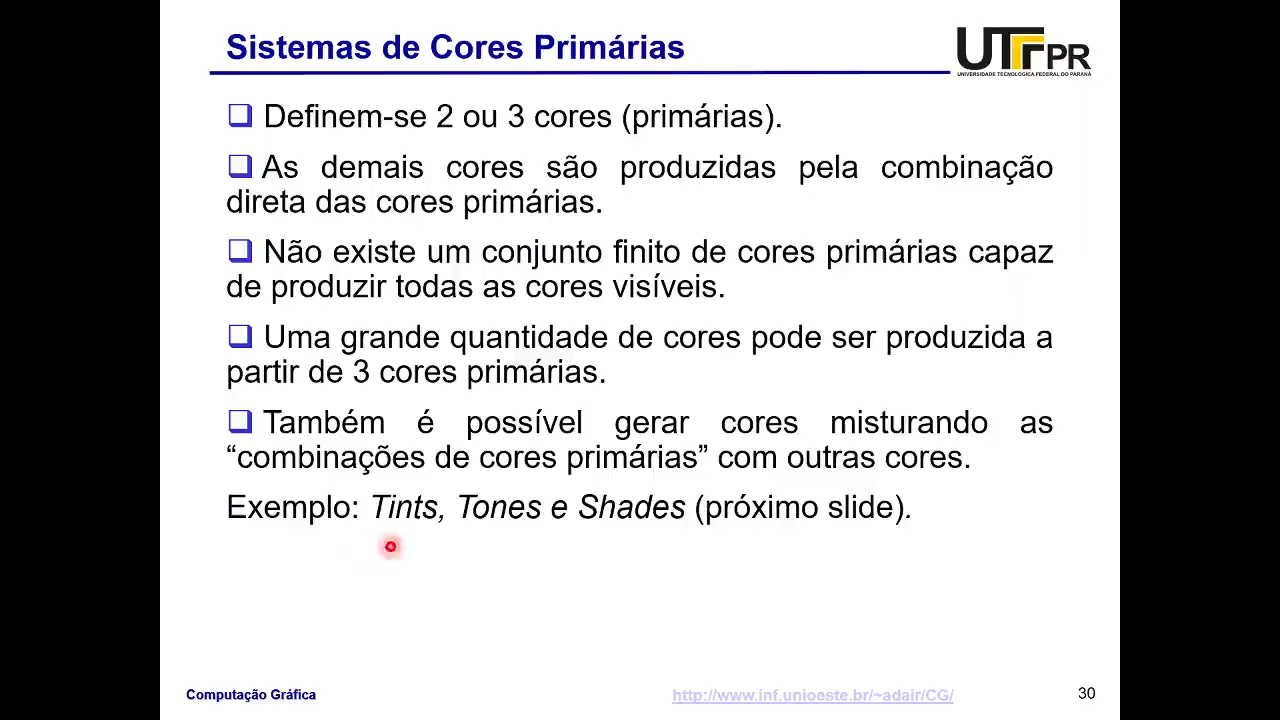 Sistemas de Cores Primárias
UTFPR
UNIVERSIDADE TECNOLÓGICA FEDERAL DO PARANÁ
Definem-se 2 ou 3 cores (primárias).
As demais cores são produzidas pela combinação
direta das cores primárias.
Não existe um conjunto finito de cores primárias capaz
de produzir todas as cores visíveis.
Uma grande quantidade de cores pode ser produzida a
partir de 3 cores primárias.
Também é possível gerar cores misturando as
“combinações de cores primárias” com outras cores.
Exemplo: Tints, Tones e Shades (próximo slide).
Computação Gráfica
http://www.inf.unioeste.br/~adair/CG/
30